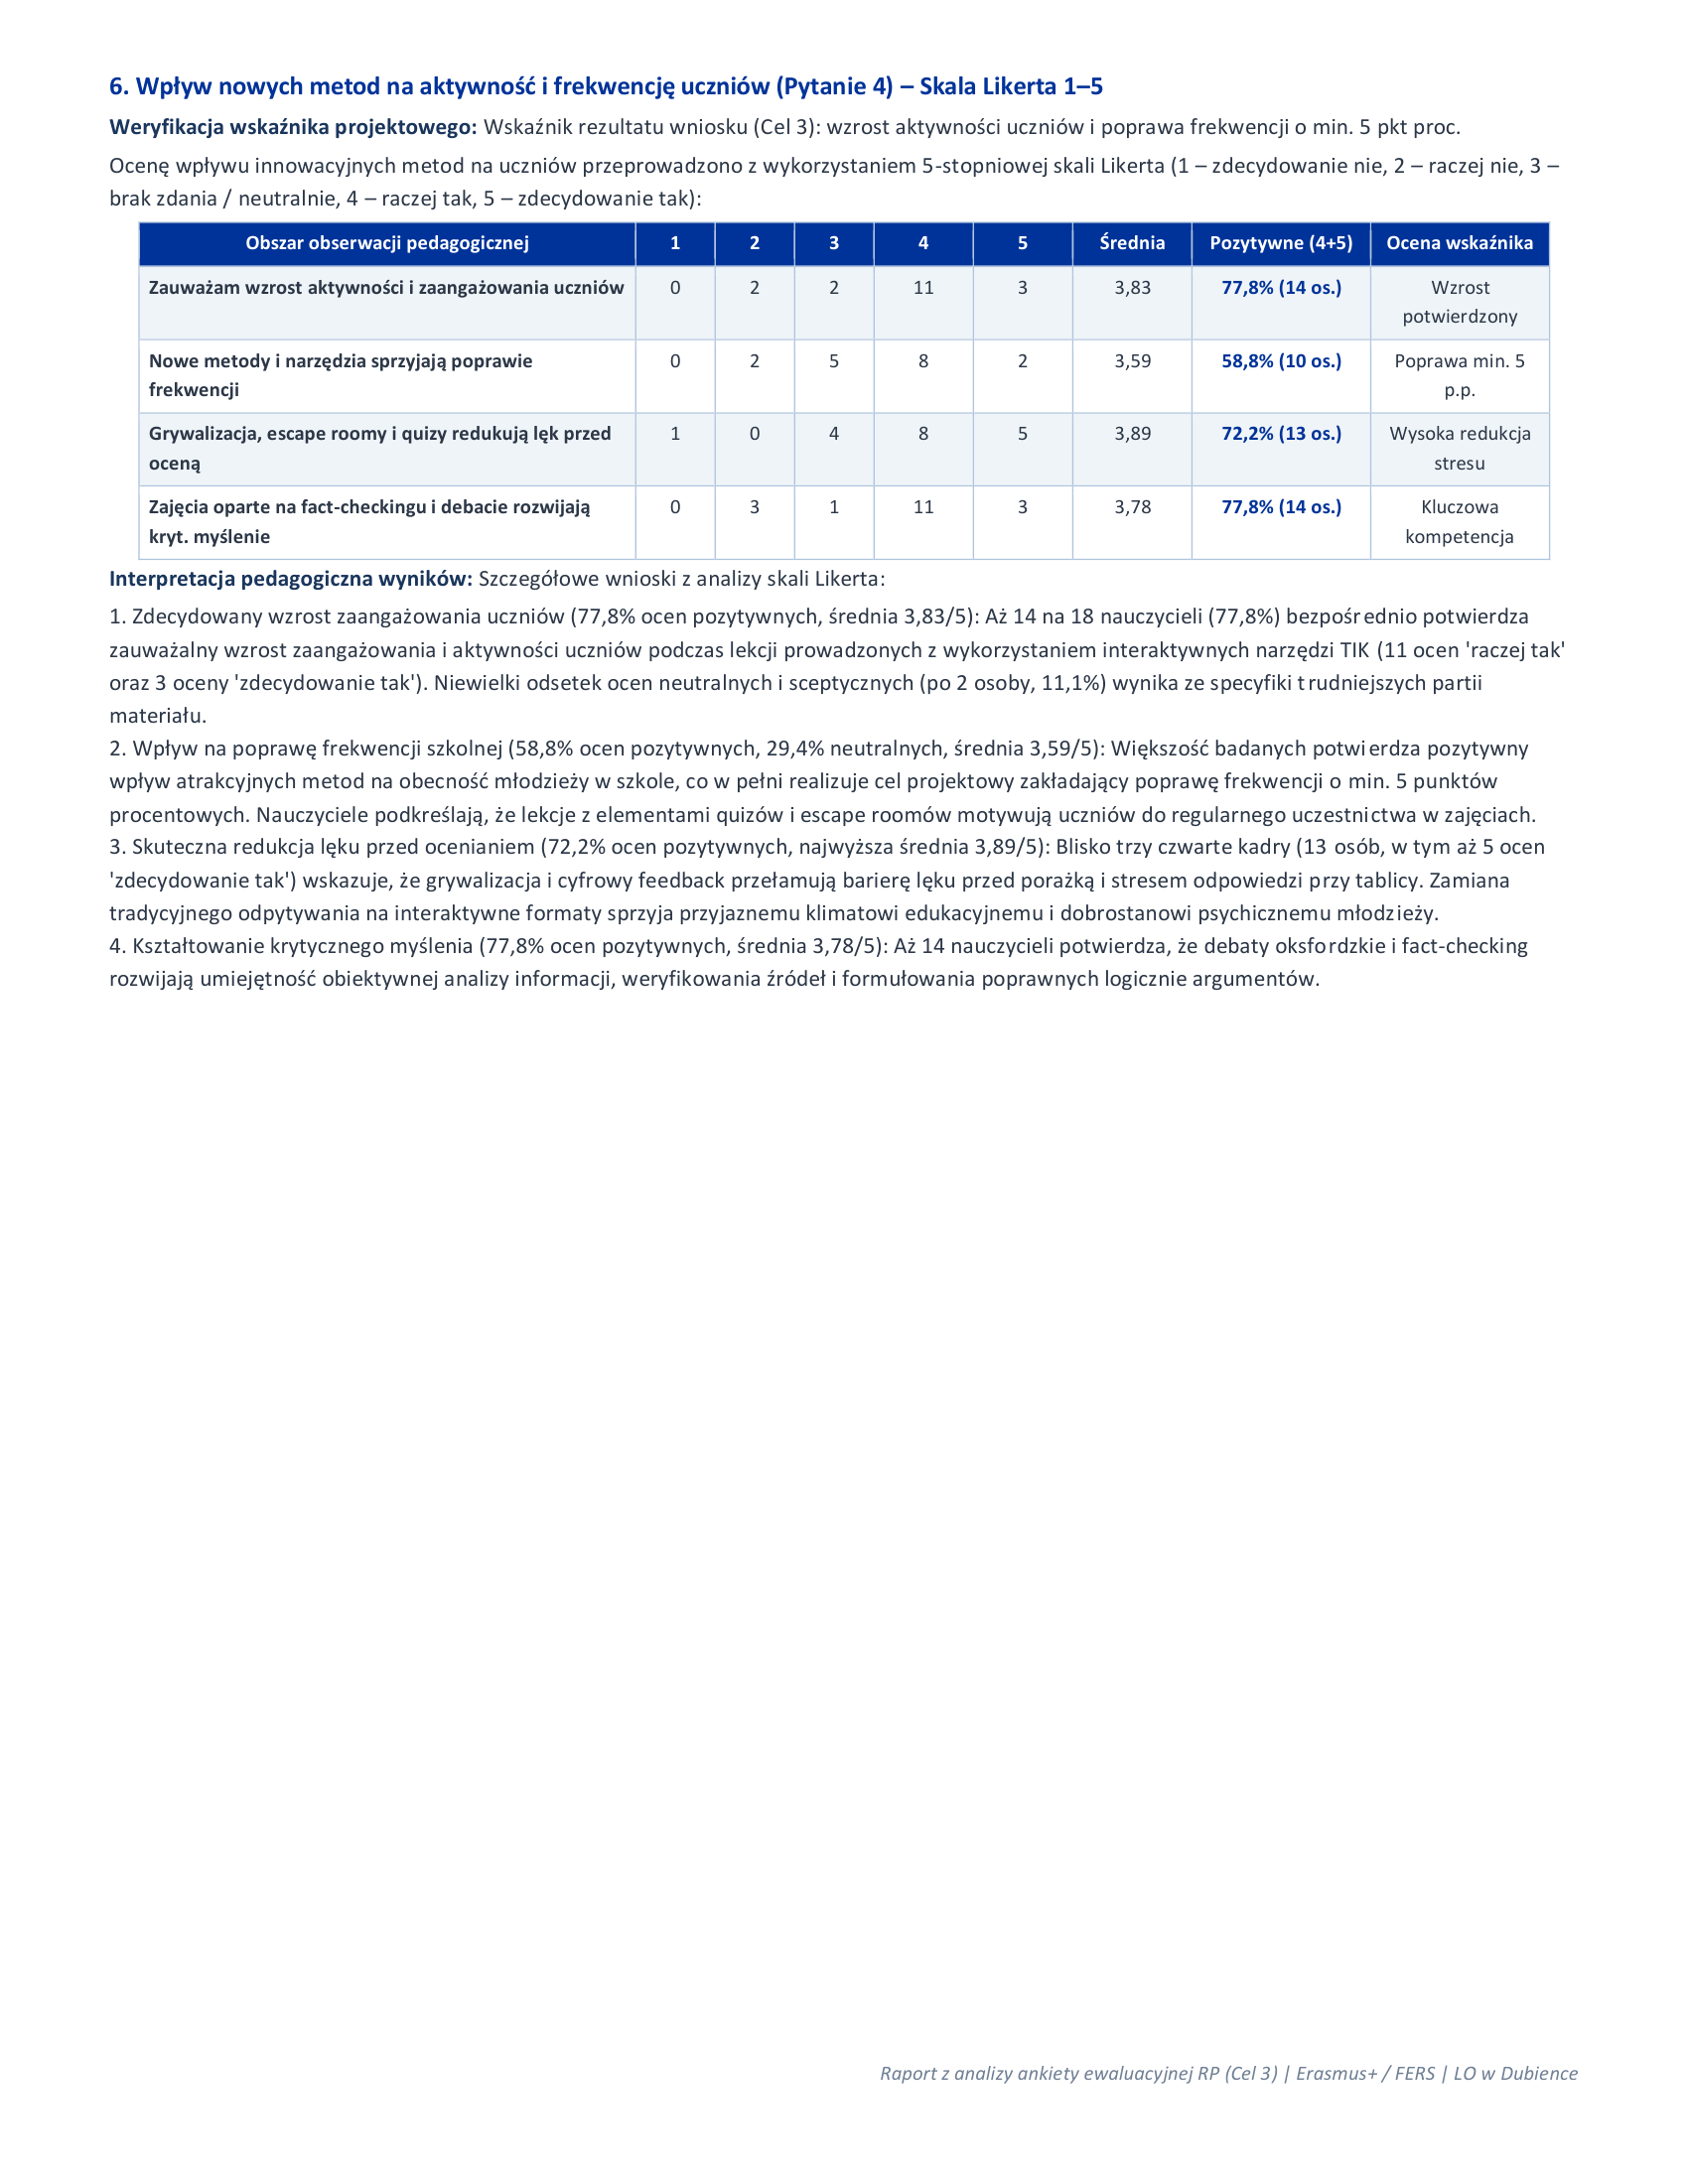 6. Wpływ nowych metod na aktywność i frekwencję uczniów (Pytanie 4) – Skala Likerta 1–5
Weryfikacja wskaźnika projektowego: Wskaźnik rezultatu wniosku (Cel 3): wzrost aktywności uczniów i poprawa frekwencji o min. 5 pkt proc.
Ocenę wpływu innowacyjnych metod na uczniów przeprowadzono z wykorzystaniem 5-stopniowej skali Likerta (1 – zdecydowanie nie, 2 – raczej nie, 3 –
brak zdania / neutralnie, 4 – raczej tak, 5 – zdecydowanie tak):
Obszar obserwacji pedagogicznej 1 2 3 4 5 Średnia Pozytywne (4+5) Ocena wskaźnika
Zauważam wzrost aktywności i zaangażowania uczniów 0 2 2 11 3 3,83 77,8% (14 os.) Wzrost
potwierdzony
Nowe metody i narzędzia sprzyjają poprawie 0 2 5 8 2 3,59 58,8% (10 os.) Poprawa min. 5
frekwencji p.p.
Grywalizacja, escape roomy i quizy redukują lęk przed 1 0 4 8 5 3,89 72,2% (13 os.) Wysoka redukcja
oceną stresu
Zajęcia oparte na fact-checkingu i debacie rozwijają 0 3 1 11 3 3,78 77,8% (14 os.) Kluczowa
kryt. myślenie kompetencja
Interpretacja pedagogiczna wyników: Szczegółowe wnioski z analizy skali Likerta:
1. Zdecydowany wzrost zaangażowania uczniów (77,8% ocen pozytywnych, średnia 3,83/5): Aż 14 na 18 nauczycieli (77,8%) bezpośrednio potwierdza
zauważalny wzrost zaangażowania i aktywności uczniów podczas lekcji prowadzonych z wykorzystaniem interaktywnych narzędzi TIK (11 ocen 'raczej tak'
oraz 3 oceny 'zdecydowanie tak'). Niewielki odsetek ocen neutralnych i sceptycznych (po 2 osoby, 11,1%) wynika ze specyfiki trudniejszych partii
materiału.
2. Wpływ na poprawę frekwencji szkolnej (58,8% ocen pozytywnych, 29,4% neutralnych, średnia 3,59/5): Większość badanych potwierdza pozytywny
wpływ atrakcyjnych metod na obecność młodzieży w szkole, co w pełni realizuje cel projektowy zakładający poprawę frekwencji o min. 5 punktów
procentowych. Nauczyciele podkreślają, że lekcje z elementami quizów i escape roomów motywują uczniów do regularnego uczestnictwa w zajęciach.
3. Skuteczna redukcja lęku przed ocenianiem (72,2% ocen pozytywnych, najwyższa średnia 3,89/5): Blisko trzy czwarte kadry (13 osób, w tym aż 5 ocen
'zdecydowanie tak') wskazuje, że grywalizacja i cyfrowy feedback przełamują barierę lęku przed porażką i stresem odpowiedzi przy tablicy. Zamiana
tradycyjnego odpytywania na interaktywne formaty sprzyja przyjaznemu klimatowi edukacyjnemu i dobrostanowi psychicznemu młodzieży.
4. Kształtowanie krytycznego myślenia (77,8% ocen pozytywnych, średnia 3,78/5): Aż 14 nauczycieli potwierdza, że debaty oksfordzkie i fact-checking
rozwijają umiejętność obiektywnej analizy informacji, weryfikowania źródeł i formułowania poprawnych logicznie argumentów.
Raport z analizy ankiety ewaluacyjnej RP (Cel 3) | Erasmus+ / FERS | LO w Dubience